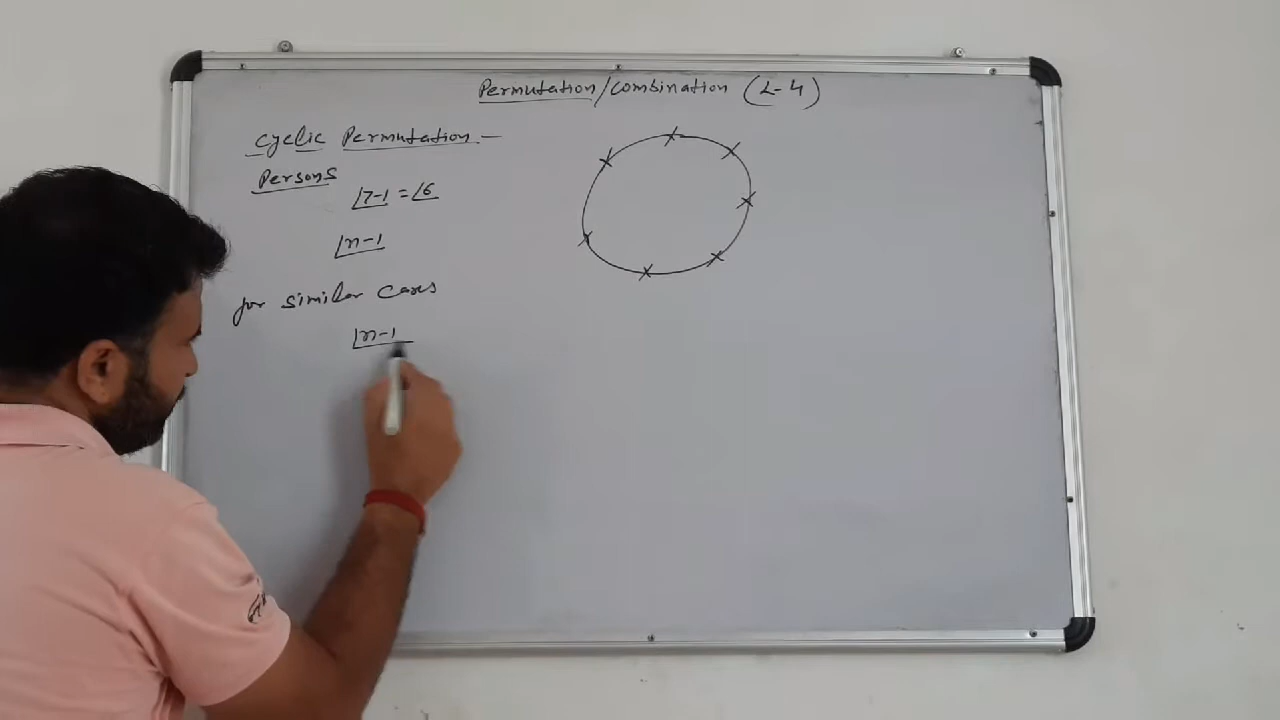 Permutation/Combination (L-4)
Cyclic Permutation -
Persons
⌊7-1 = ⌊6
⌊n-1
for similar cases
⌊n-1